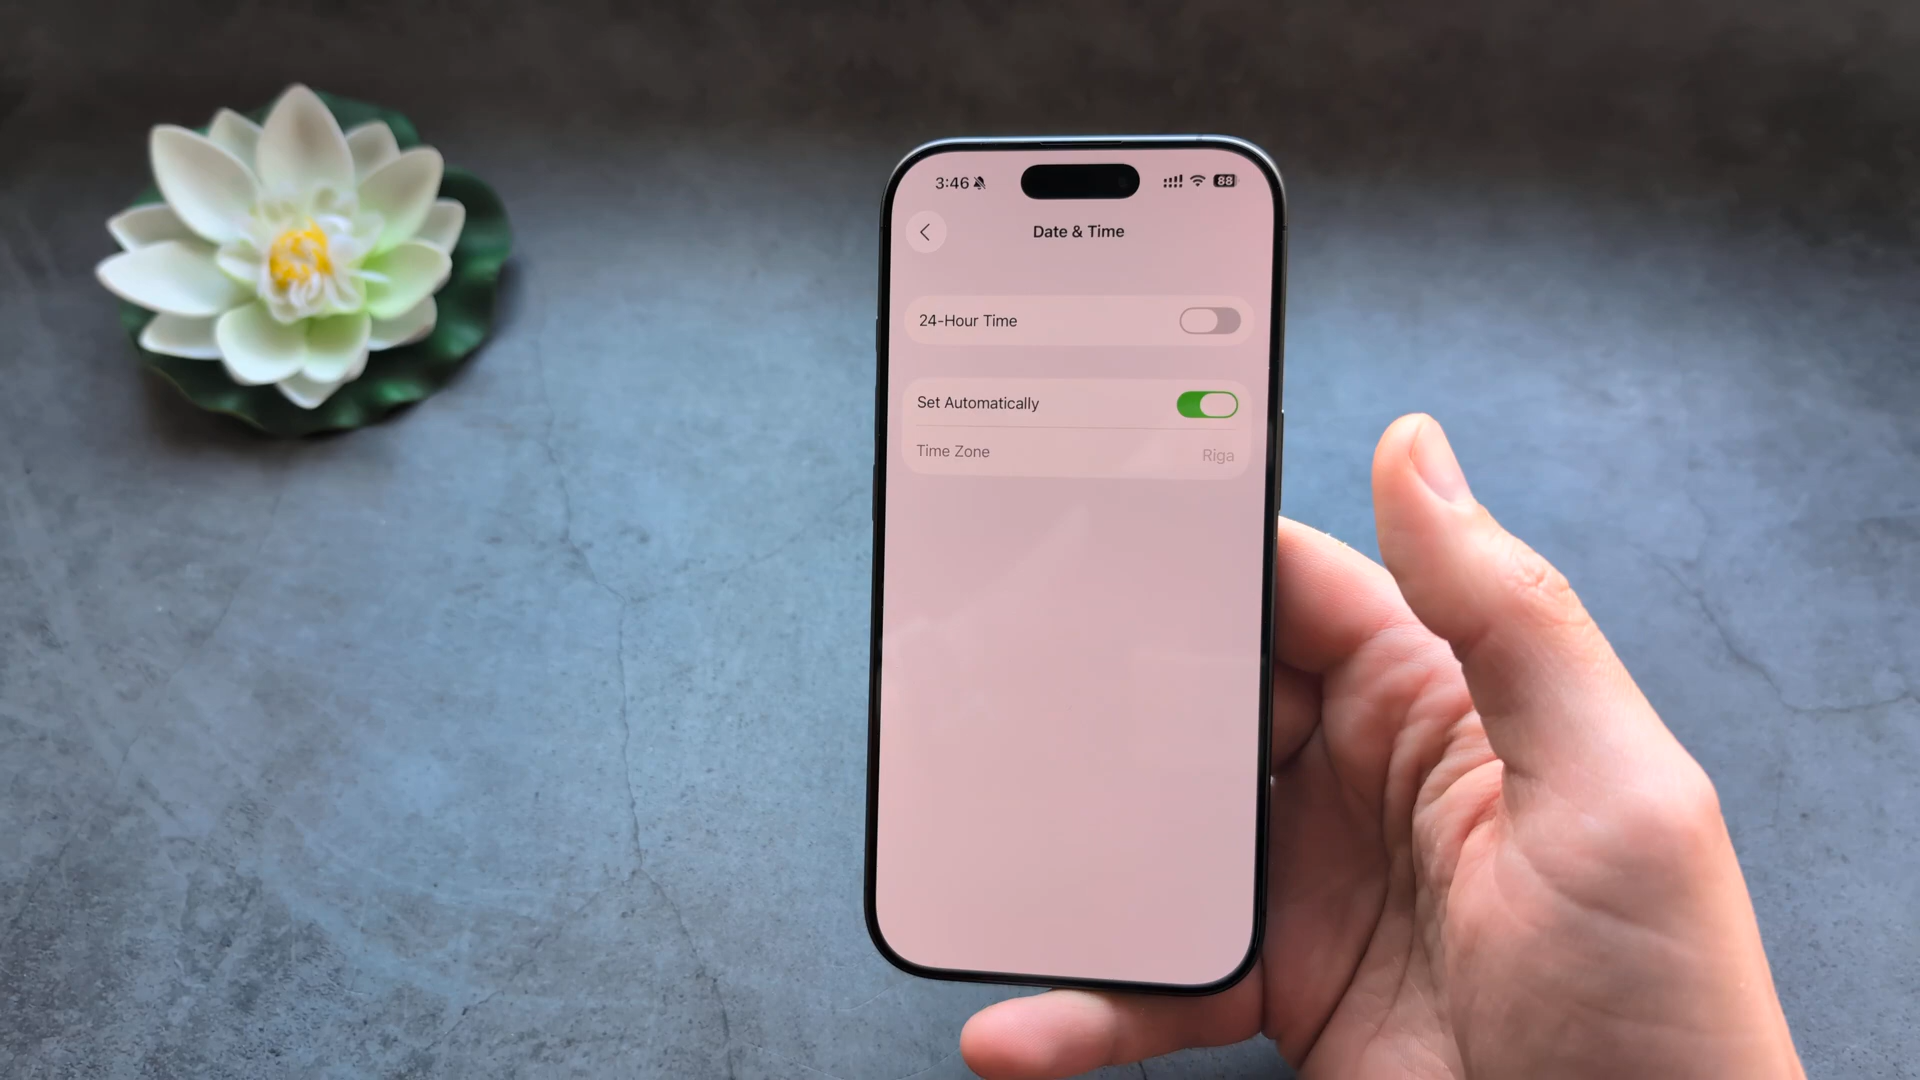 3:46 88
Date & Time
24-Hour Time
Set Automatically
Time Zone Riga